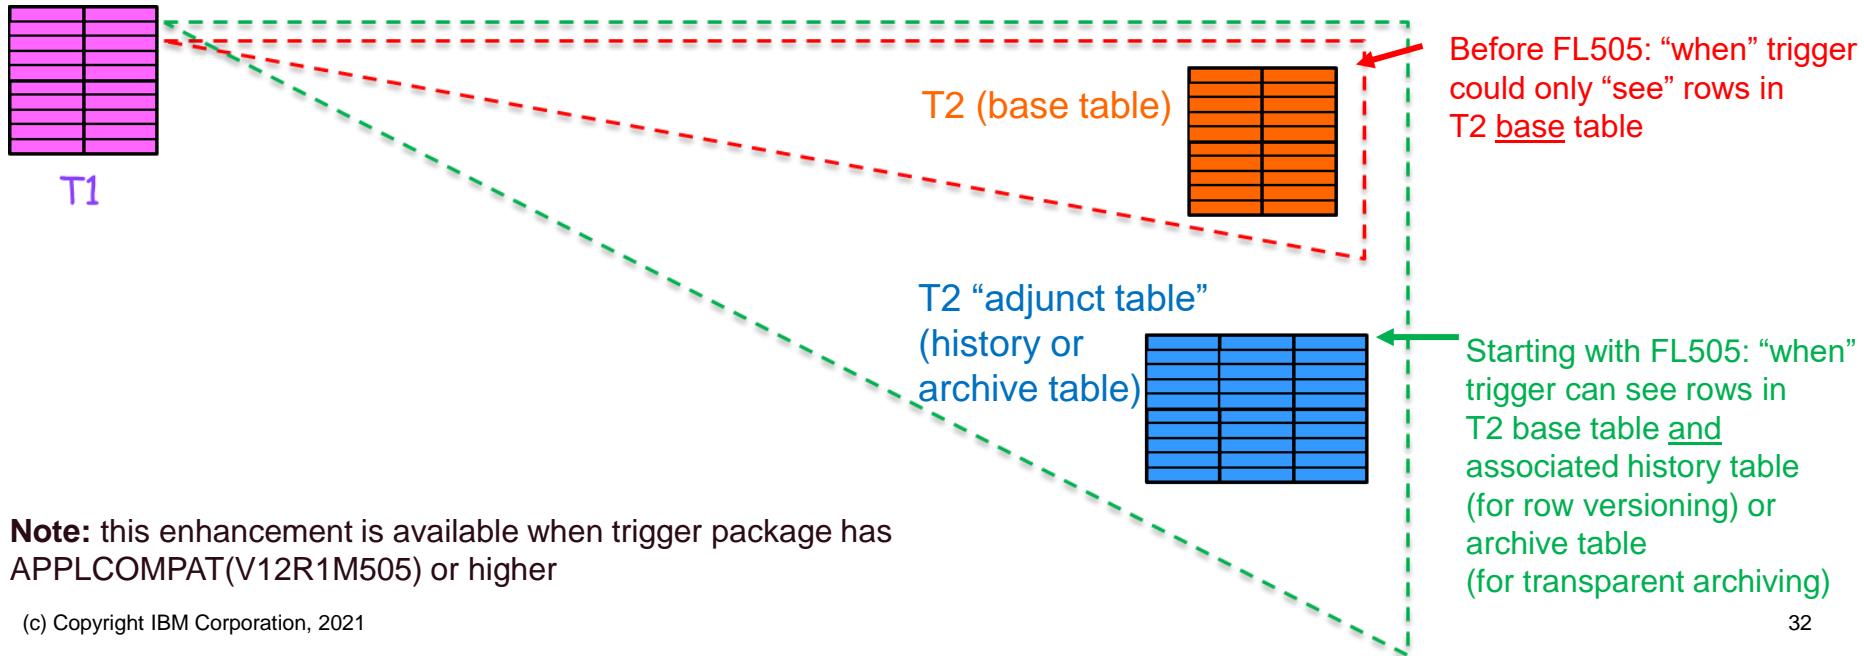 T1
T2 (base table)
Before FL505: “when” trigger
could only “see” rows in
T2 base table
T2 “adjunct table”
(history or
archive table)
Starting with FL505: “when”
trigger can see rows in
T2 base table and
associated history table
(for row versioning) or
archive table
(for transparent archiving)
Note: this enhancement is available when trigger package has
APPLCOMPAT(V12R1M505) or higher
(c) Copyright IBM Corporation, 2021
32